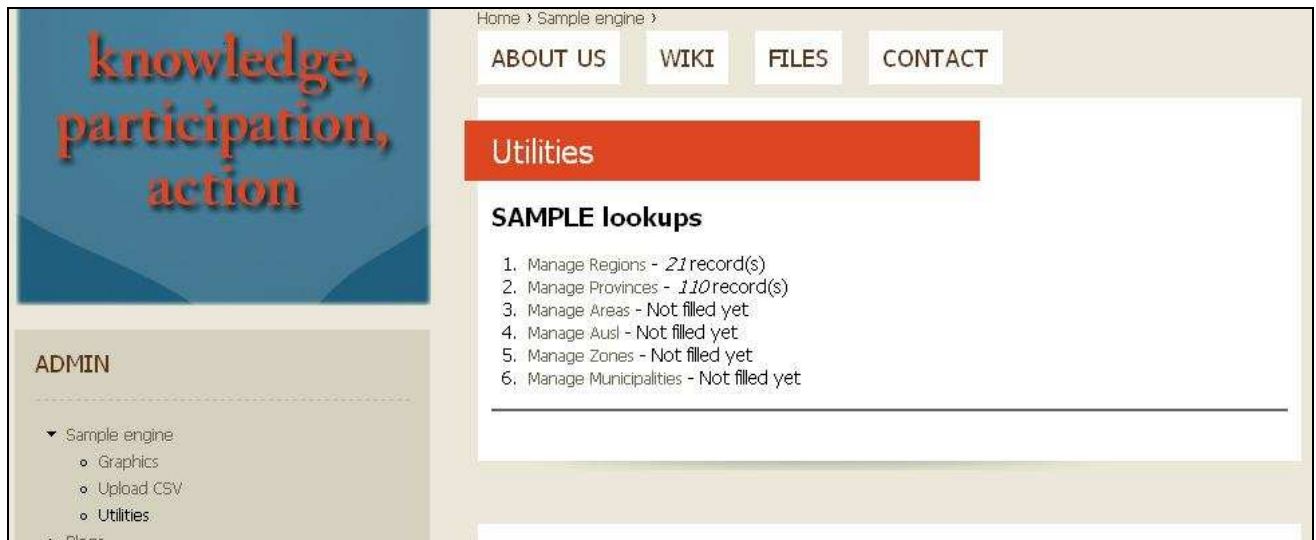 knowledge,
participation,
action
Home › Sample engine ›
ABOUT US WIKI FILES CONTACT
Utilities
SAMPLE lookups
1. Manage Regions - 21 record(s)
2. Manage Provinces - 110 record(s)
3. Manage Areas - Not filled yet
4. Manage Ausl - Not filled yet
5. Manage Zones - Not filled yet
6. Manage Municipalities - Not filled yet
ADMIN
Sample engine
Graphics
Upload CSV
Utilities